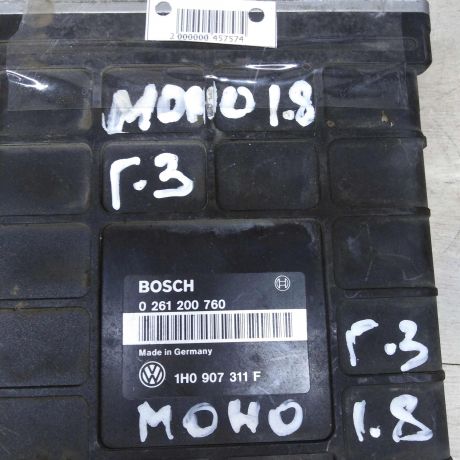 2 000000 457574
МОНО 1.8
Г.3
BOSCH
0 261 200 760
Made in Germany
1H0 907 311 F
Г.3
МОНО 1.8